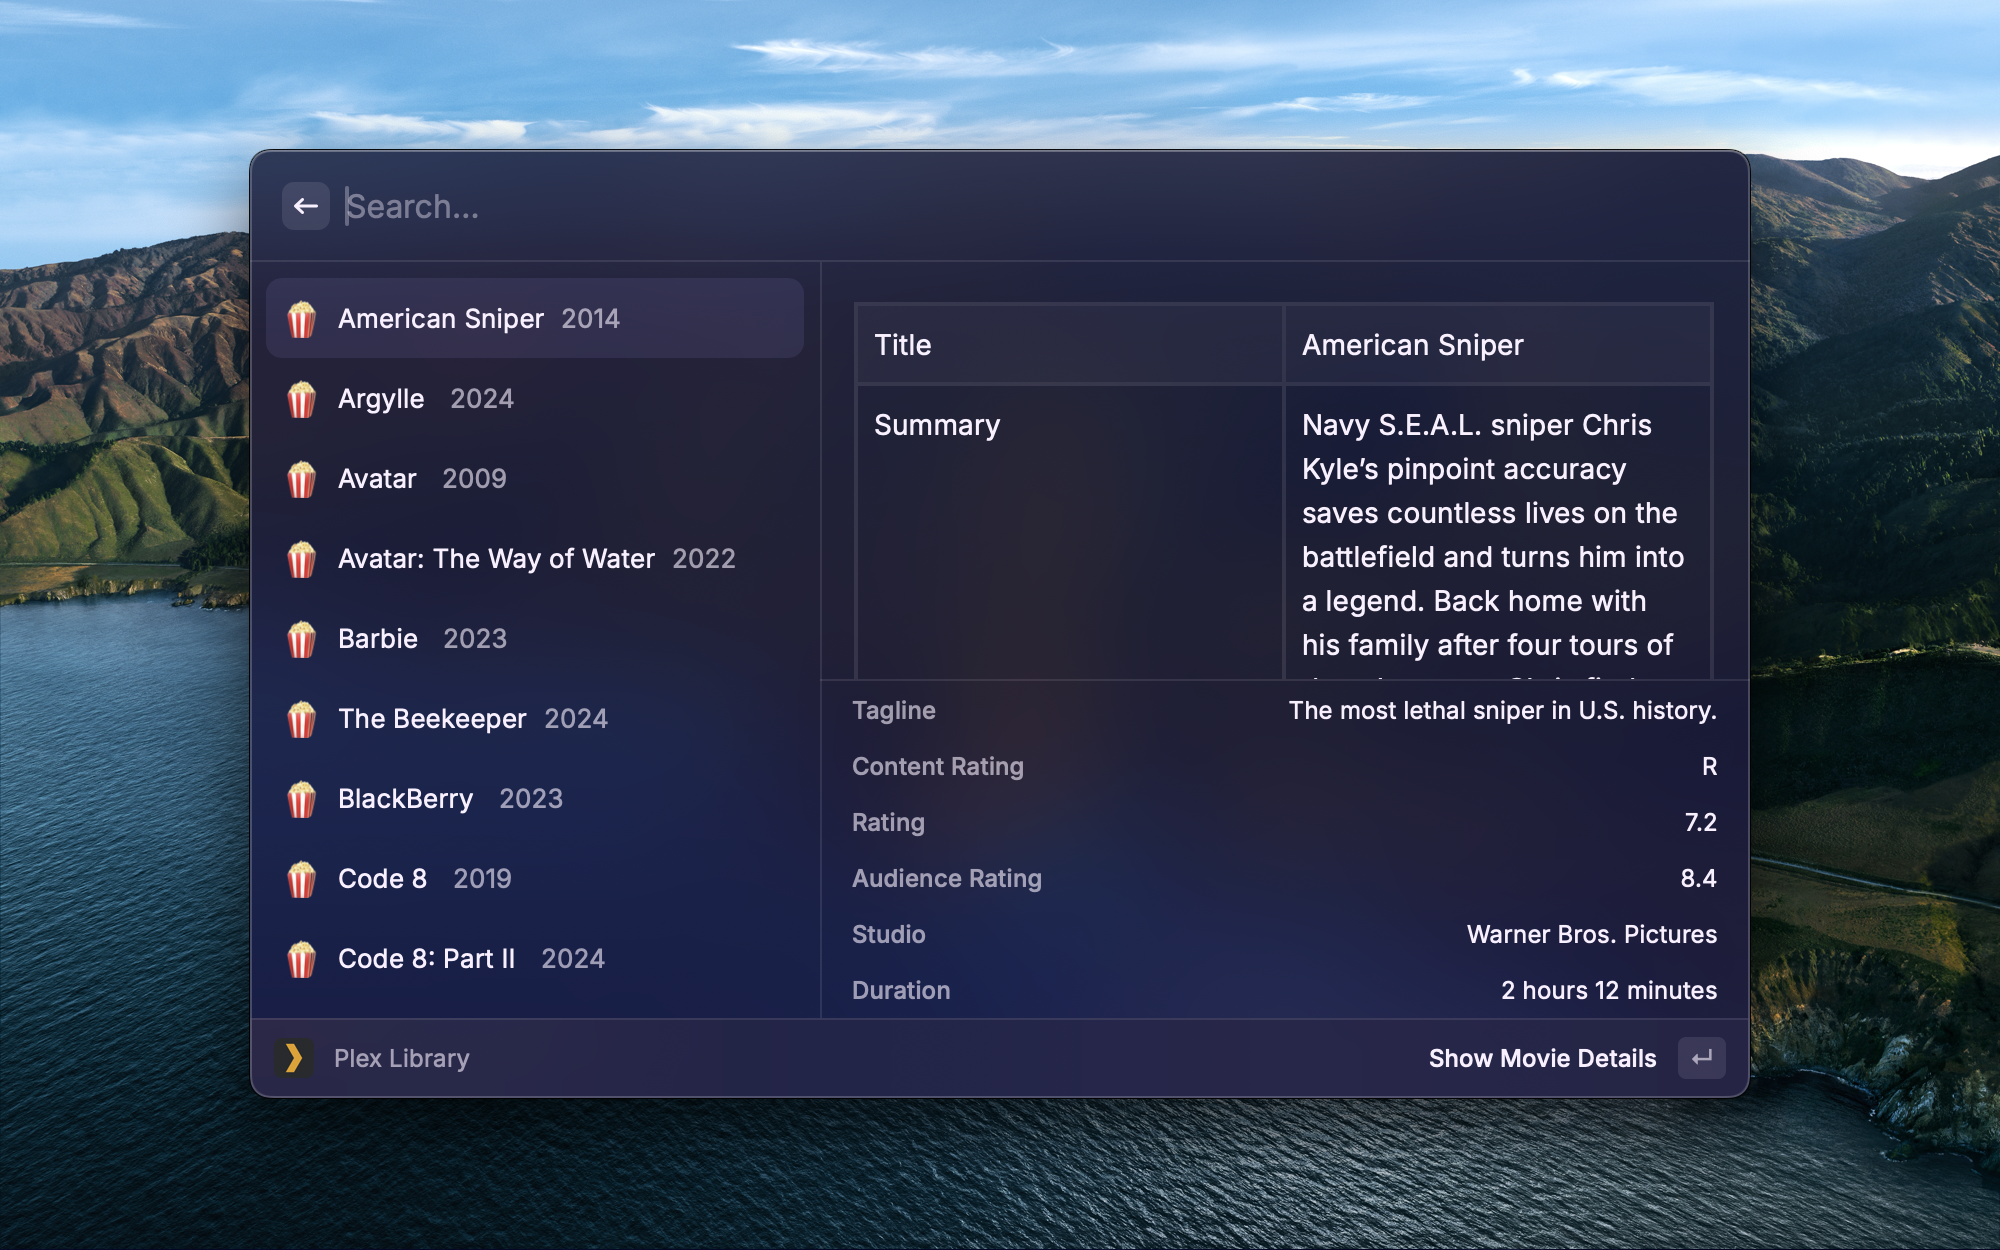 Search...
American Sniper 2014
Argylle 2024
Avatar 2009
Avatar: The Way of Water 2022
Barbie 2023
The Beekeeper 2024
BlackBerry 2023
Code 8 2019
Code 8: Part II 2024
Title American Sniper
Summary Navy S.E.A.L. sniper Chris
Kyle’s pinpoint accuracy
saves countless lives on the
battlefield and turns him into
a legend. Back home with
his family after four tours of
Tagline The most lethal sniper in U.S. history.
Content Rating R
Rating 7.2
Audience Rating 8.4
Studio Warner Bros. Pictures
Duration 2 hours 12 minutes
Plex Library
Show Movie Details